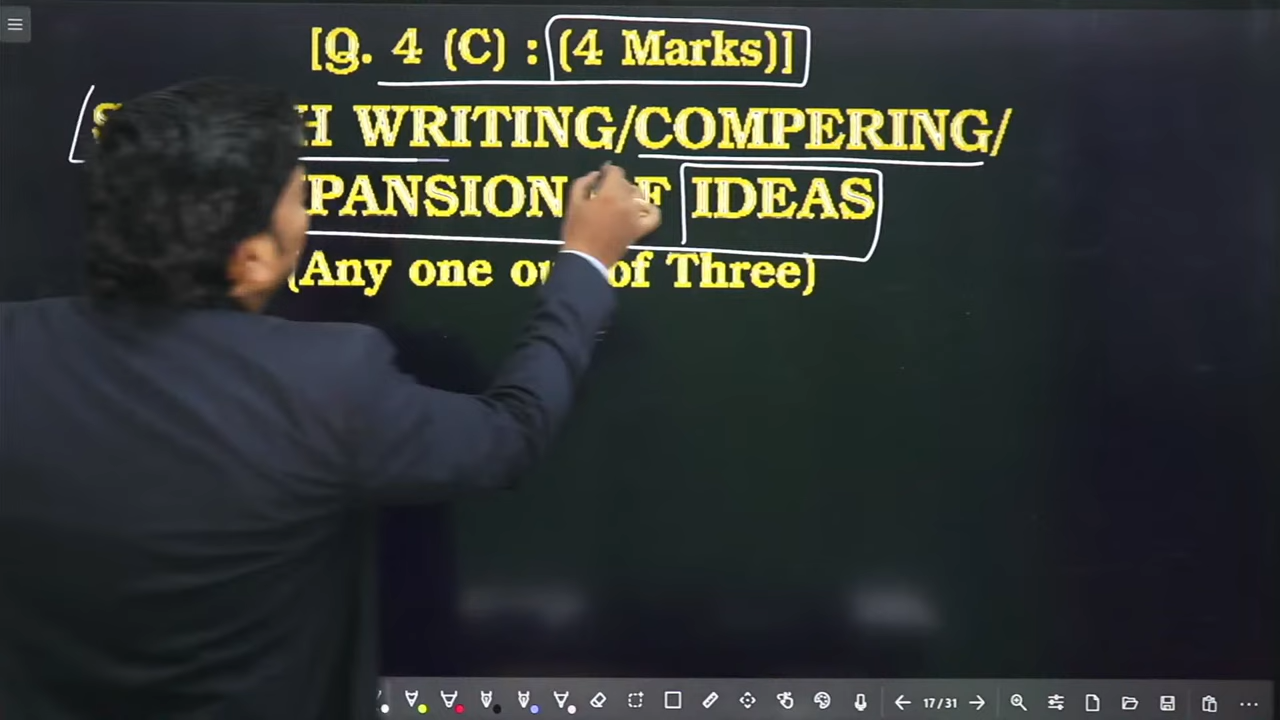 [Q. 4 (C) : (4 Marks)]
WRITING/COMPERING/
IDEAS
(Any one of Three)
17/31